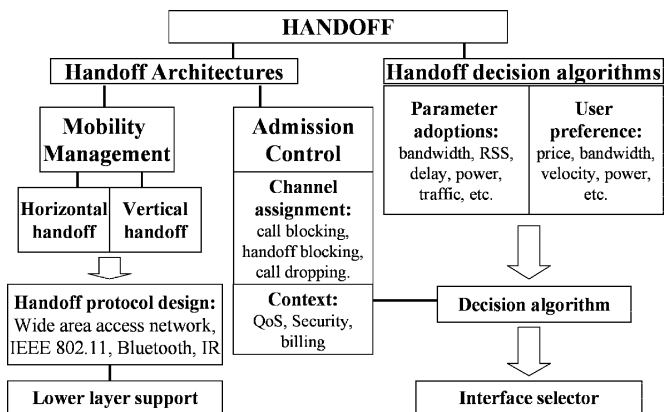 HANDOFF
Handoff Architectures
Handoff decision algorithms
Mobility
Management
Horizontal
handoff
Vertical
handoff
Handoff protocol design:
Wide area access network,
IEEE 802.11, Bluetooth, IR
Lower layer support
Admission
Control
Channel
assignment:
call blocking,
handoff blocking,
call dropping.
Context:
QoS, Security,
billing
Parameter
adoptions:
bandwidth, RSS,
delay, power,
traffic, etc.
User
preference:
price, bandwidth,
velocity, power,
etc.
Decision algorithm
Interface selector